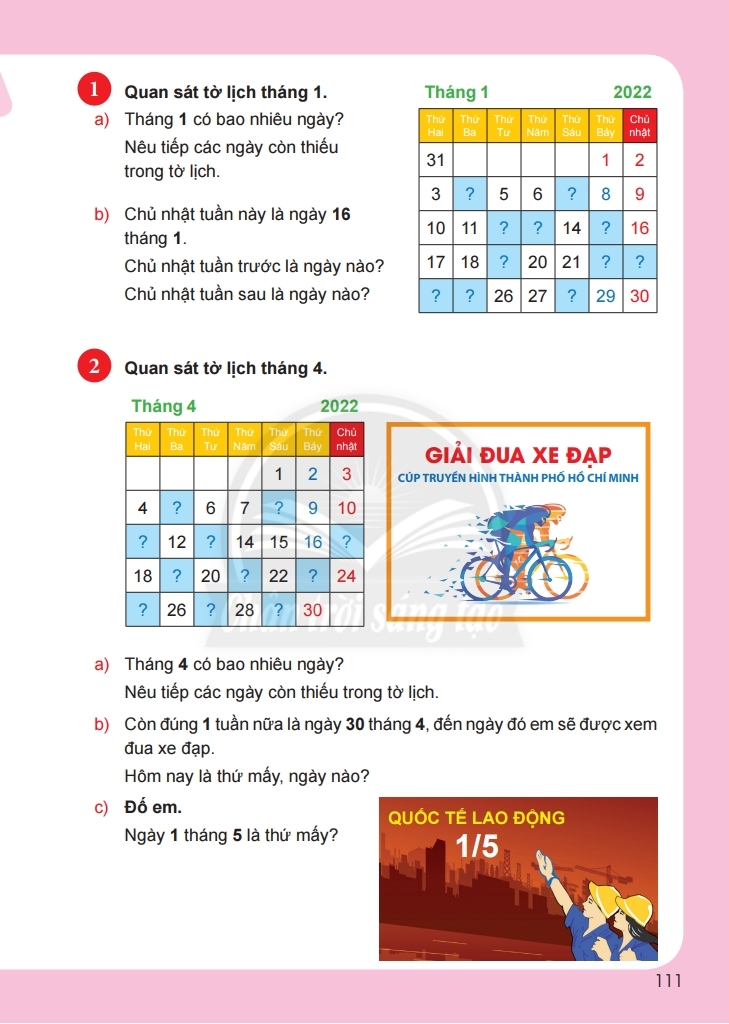 1 Quan sát tờ lịch tháng 1.
a) Tháng 1 có bao nhiêu ngày?
Nêu tiếp các ngày còn thiếu
trong tờ lịch.
b) Chủ nhật tuần này là ngày 16
tháng 1.
Chủ nhật tuần trước là ngày nào?
Chủ nhật tuần sau là ngày nào?
Tháng 1 2022
Thứ Hai Thứ Ba Thứ Tư Thứ Năm Thứ Sáu Thứ Bảy Chủ nhật
31 1 2
3 ? 5 6 ? 8 9
10 11 ? ? 14 ? 16
17 18 ? 20 21 ? ?
? ? 26 27 ? 29 30
2 Quan sát tờ lịch tháng 4.
Tháng 4 2022
Thứ Hai Thứ Ba Thứ Tư Thứ Năm Thứ Sáu Thứ Bảy Chủ nhật
1 2 3
4 ? 6 7 ? 9 10
? 12 ? 14 15 16 ?
18 ? 20 ? 22 ? 24
? 26 ? 28 ? 30
GIẢI ĐUA XE ĐẠP
CÚP TRUYỀN HÌNH THÀNH PHỐ HỒ CHÍ MINH
Chân trời sáng tạo
a) Tháng 4 có bao nhiêu ngày?
Nêu tiếp các ngày còn thiếu trong tờ lịch.
b) Còn đúng 1 tuần nữa là ngày 30 tháng 4, đến ngày đó em sẽ được xem
đua xe đạp.
Hôm nay là thứ mấy, ngày nào?
c) Đố em.
Ngày 1 tháng 5 là thứ mấy?
QUỐC TẾ LAO ĐỘNG
1/5
111